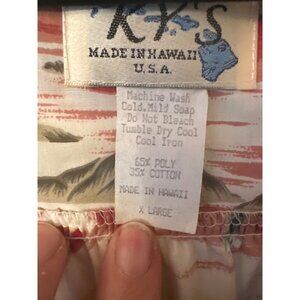 KY'S
MADE IN HAWAII
U.S.A.
Machine Wash
Cold, Mild Soap
Do Not Bleach
Tumble Dry Cool
Cool Iron
65% POLY
35% COTTON
MADE IN HAWAII
X LARGE